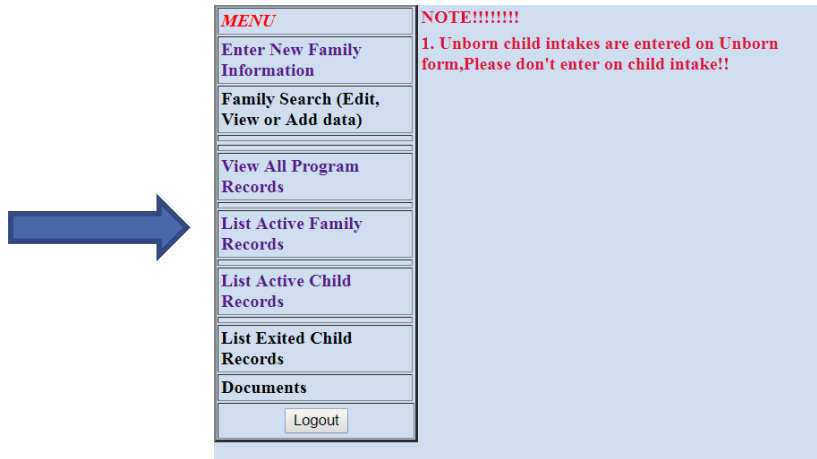 MENU
Enter New Family
Information
Family Search (Edit,
View or Add data)
View All Program
Records
List Active Family
Records
List Active Child
Records
List Exited Child
Records
Documents
Logout
NOTE!!!!!!!!
1. Unborn child intakes are entered on Unborn
form,Please don't enter on child intake!!